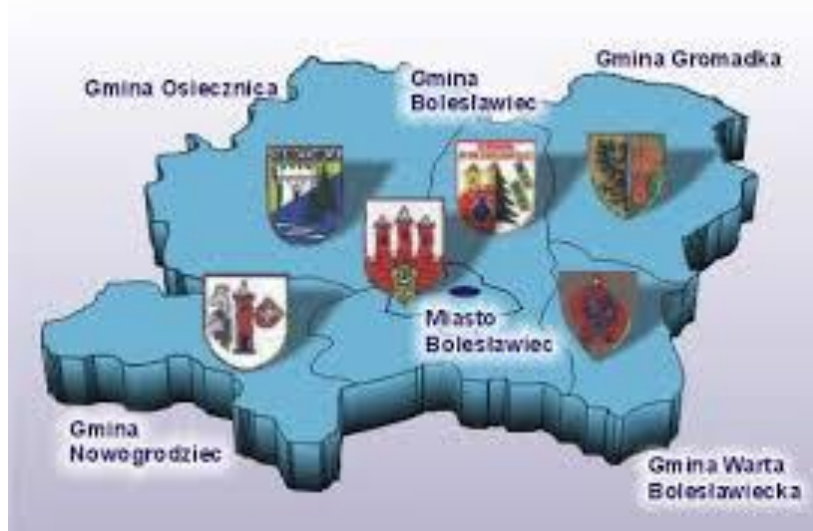 Gmina Osiecznica
Gmina
Bolesławiec
Gmina Gromadka
Miasto
Bolesławiec
Gmina
Nowogrodziec
Gmina Warta
Bolesławiecka